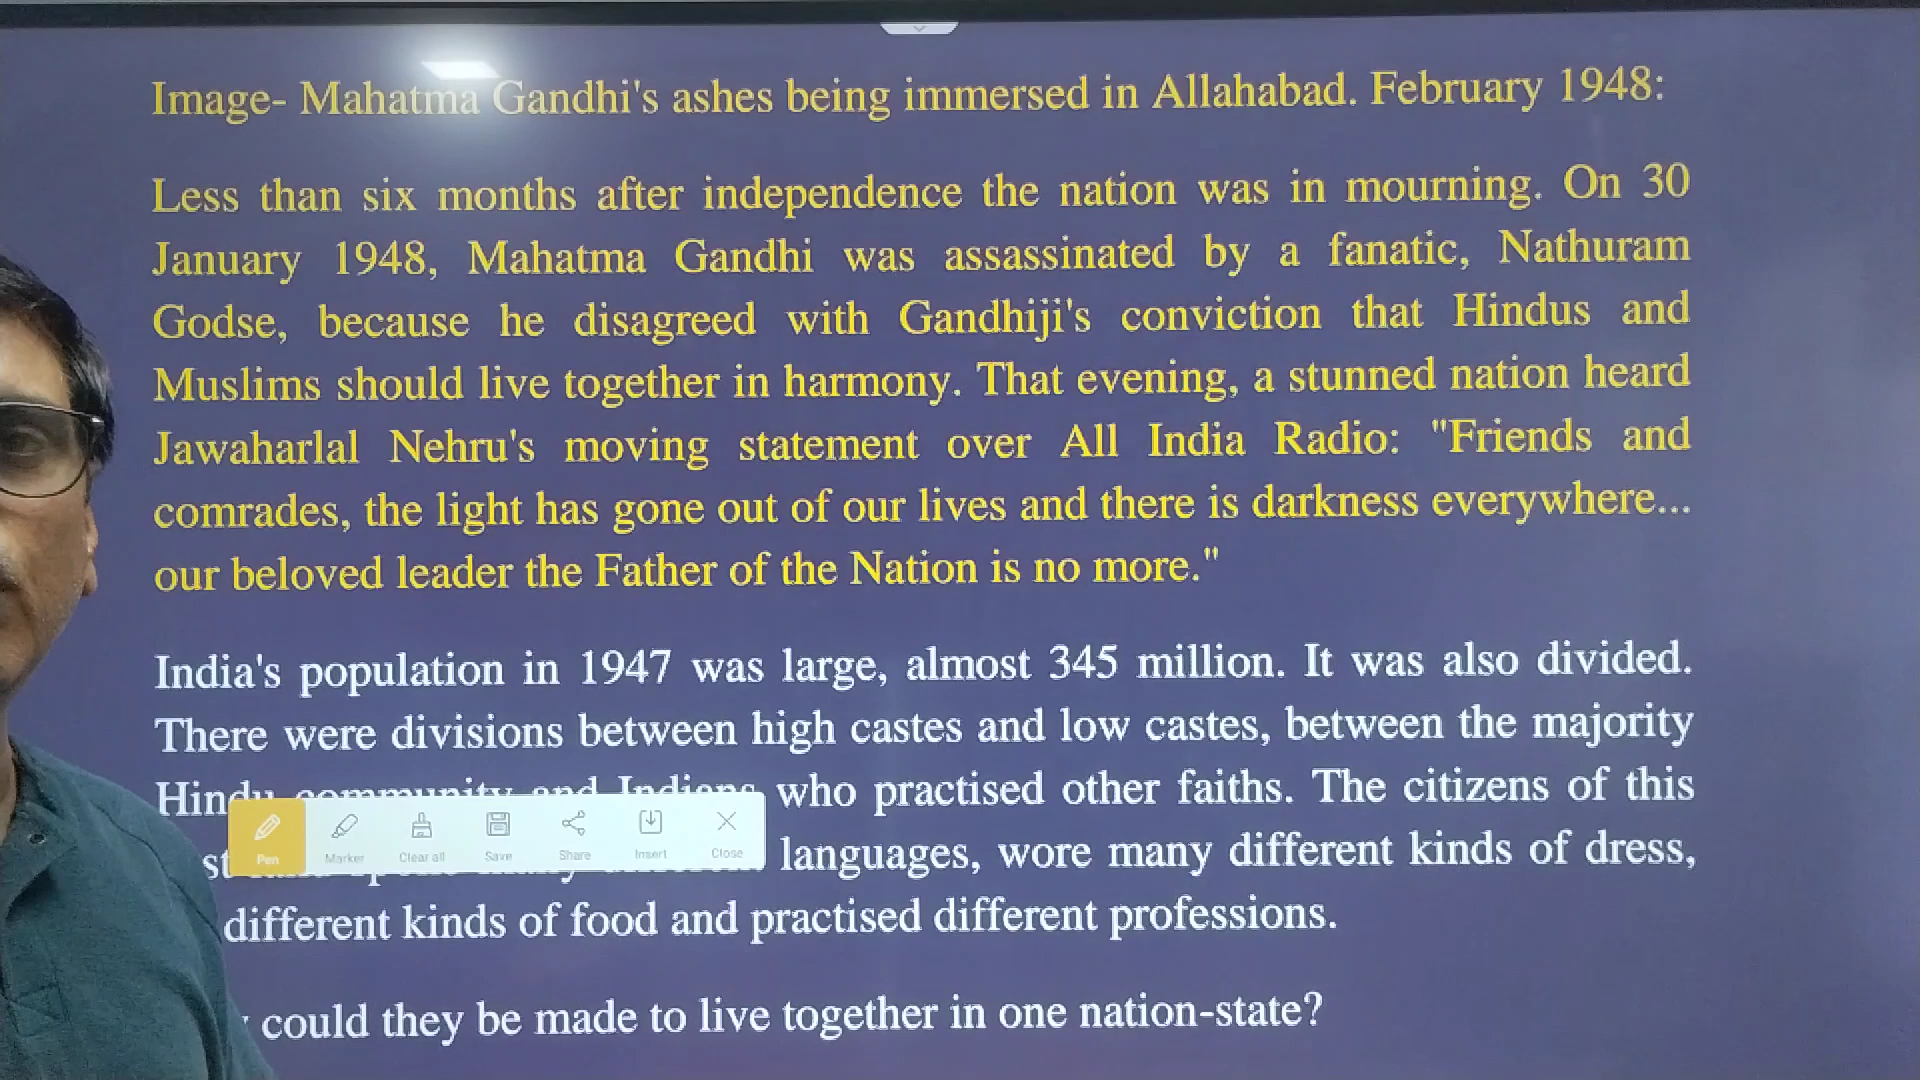 Image- Mahatma Gandhi's ashes being immersed in Allahabad. February 1948:
Less than six months after independence the nation was in mourning. On 30
January 1948, Mahatma Gandhi was assassinated by a fanatic, Nathuram
Godse, because he disagreed with Gandhiji's conviction that Hindus and
Muslims should live together in harmony. That evening, a stunned nation heard
Jawaharlal Nehru's moving statement over All India Radio: "Friends and
comrades, the light has gone out of our lives and there is darkness everywhere...
our beloved leader the Father of the Nation is no more."
India's population in 1947 was large, almost 345 million. It was also divided.
There were divisions between high castes and low castes, between the majority
Hindu community and Indians who practised other faiths. The citizens of this
languages, wore many different kinds of dress,
different kinds of food and practised different professions.
could they be made to live together in one nation-state?
Pen Marker Clear all Save Share Insert Close